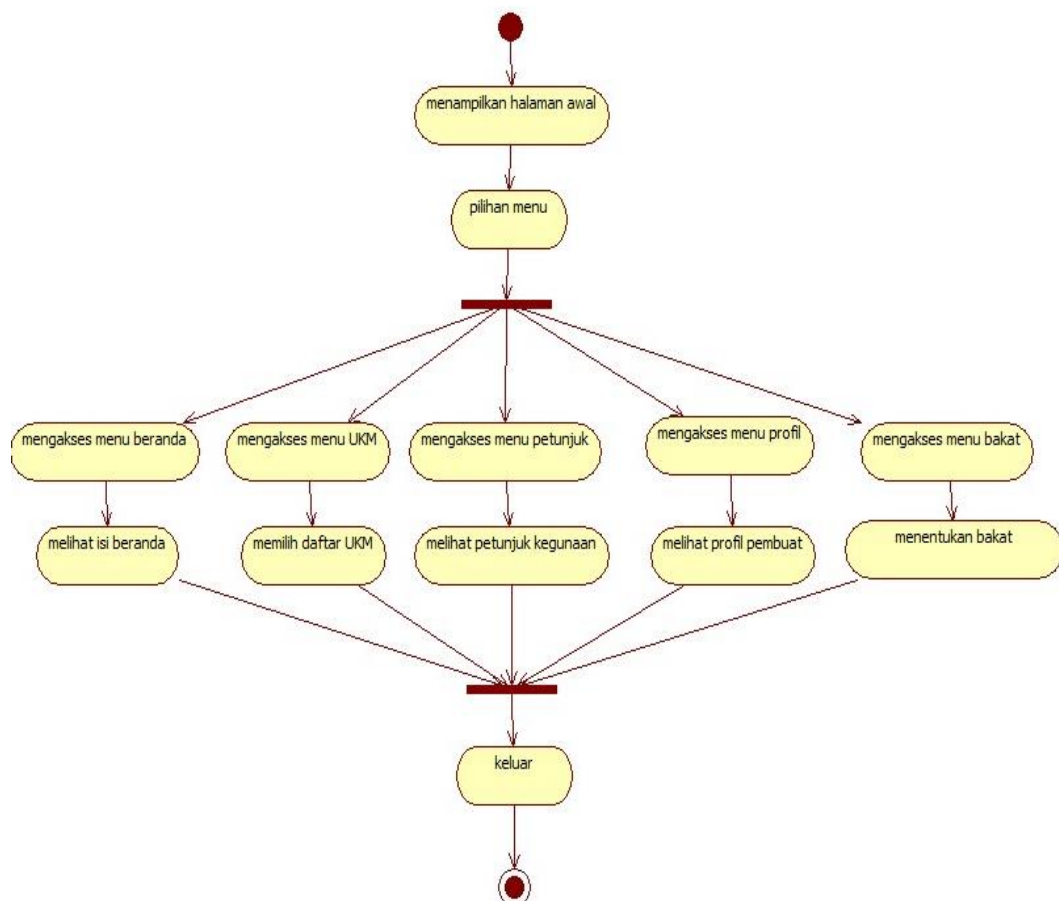 menampilkan halaman awal
pilihan menu
mengakses menu beranda
mengakses menu UKM
mengakses menu petunjuk
mengakses menu profil
mengakses menu bakat
melihat isi beranda
memilih daftar UKM
melihat petunjuk kegunaan
melihat profil pembuat
menentukan bakat
keluar